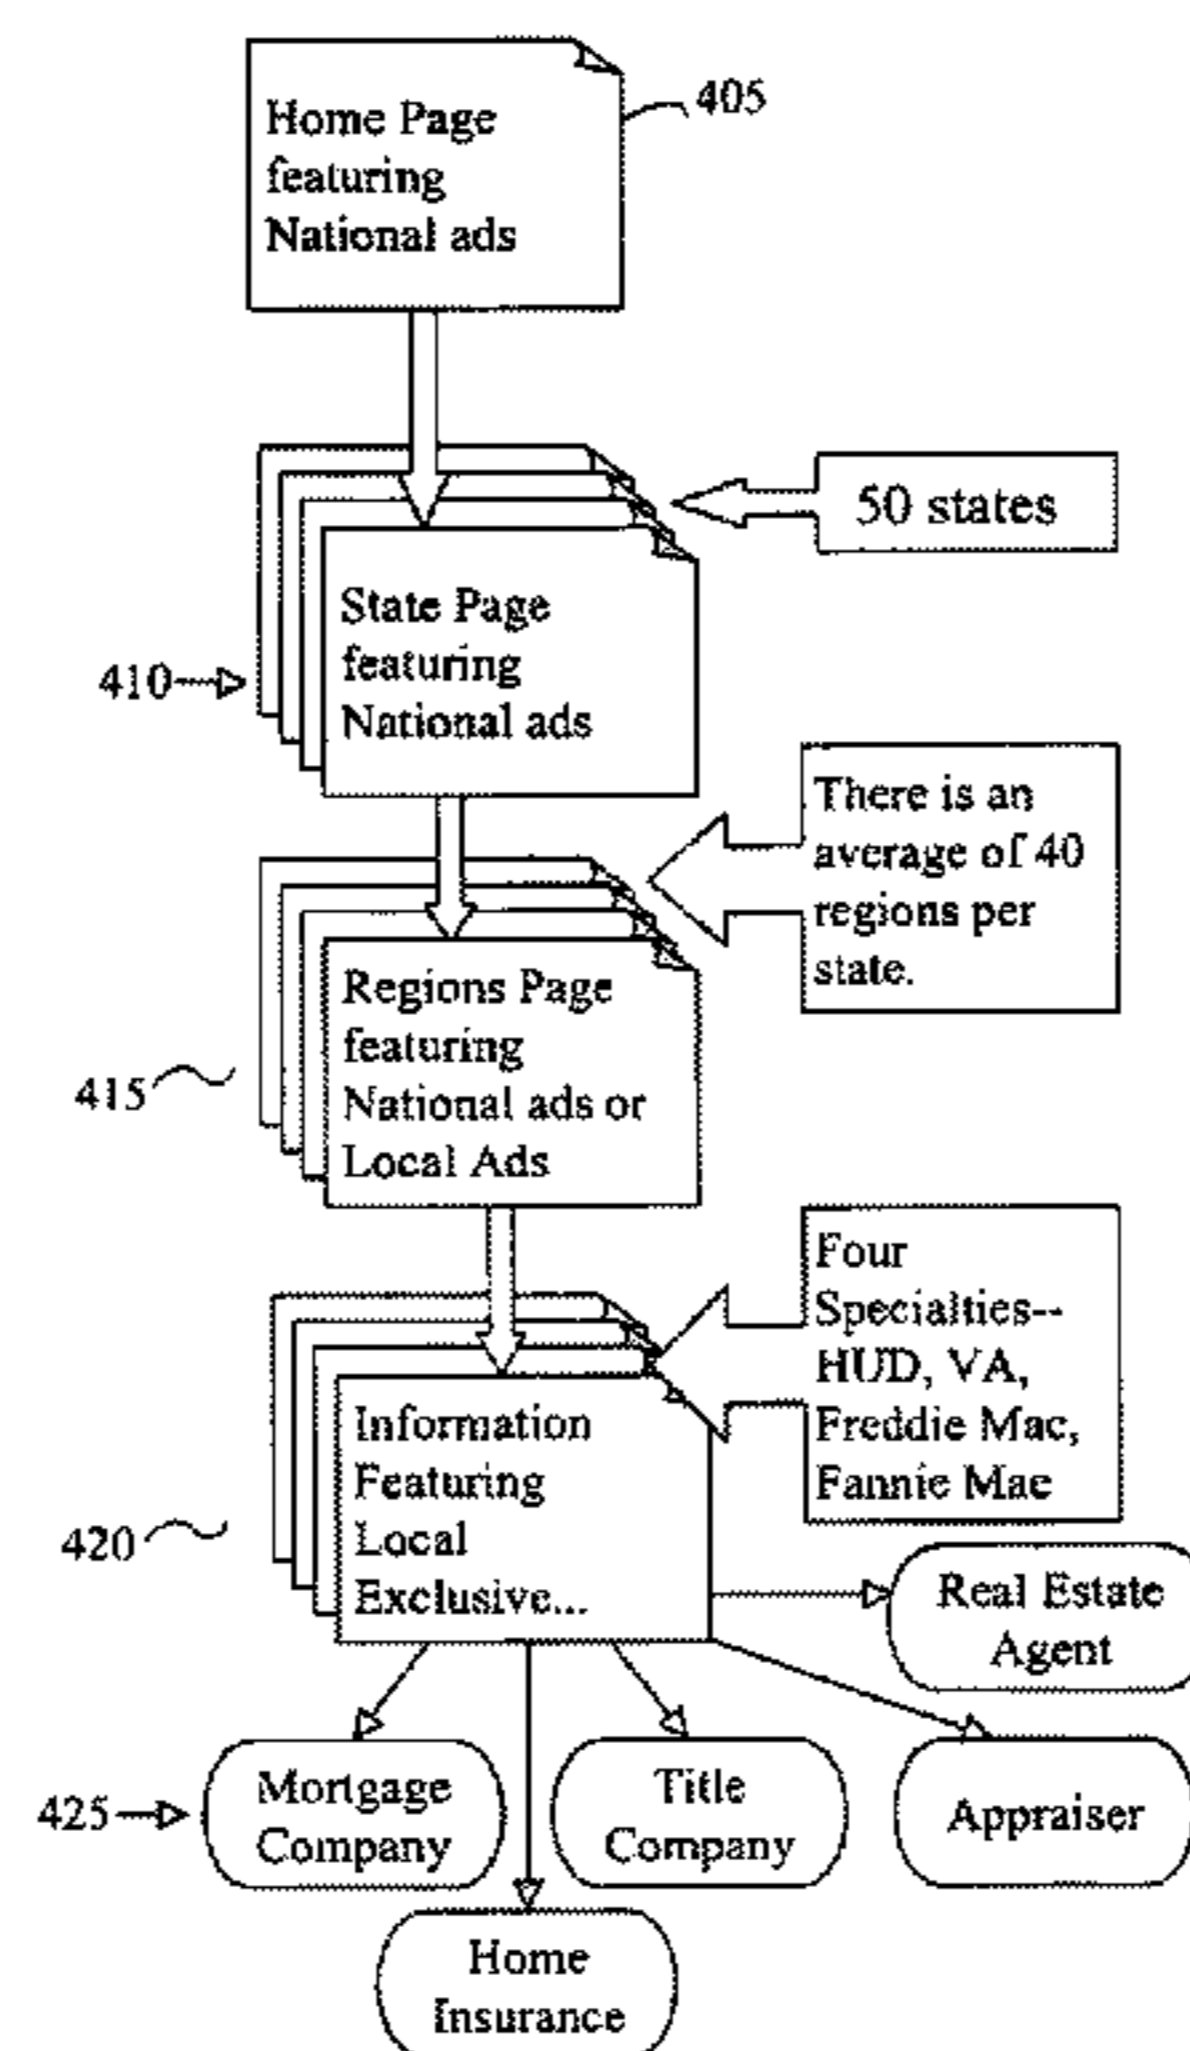 Home Page
featuring
National ads
405
50 states
State Page
featuring
National ads
410
There is an
average of 40
regions per
state.
Regions Page
featuring
National ads or
Local Ads
415
Four
Specialties--
HUD, VA,
Freddie Mac,
Fannie Mae
Information
Featuring
Local
Exclusive...
420
Real Estate
Agent
425
Mortgage
Company
Title
Company
Appraiser
Home
Insurance